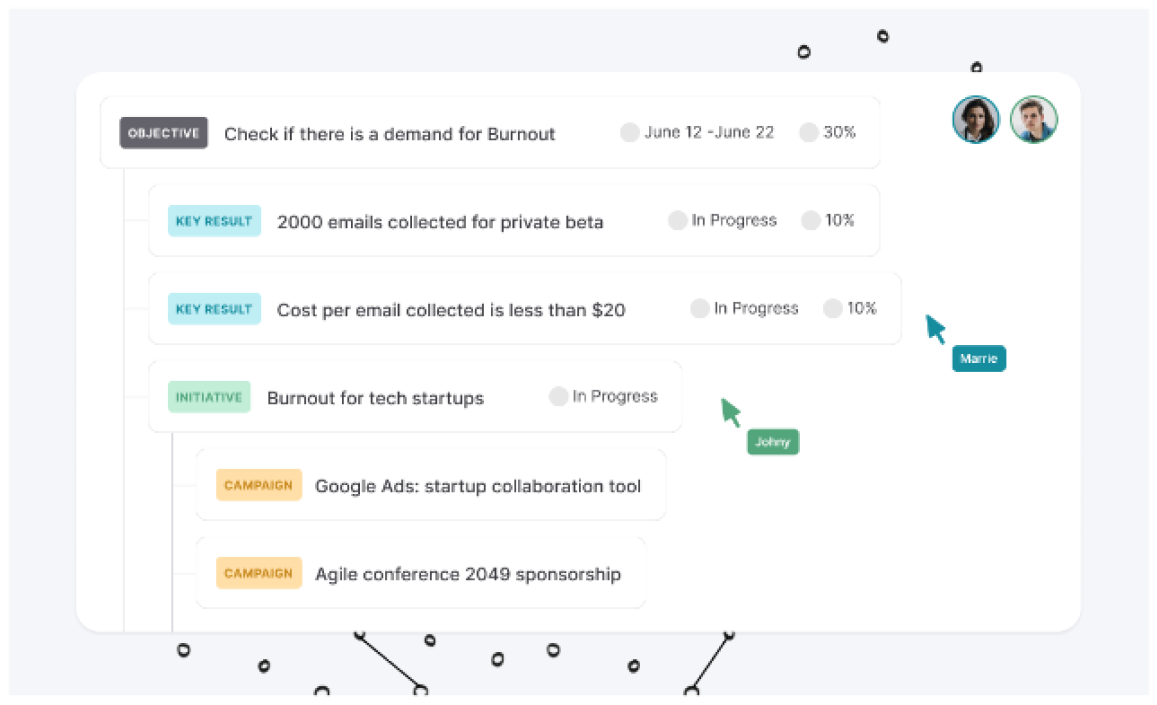 OBJECTIVE Check if there is a demand for Burnout June 12 -June 22 30%
KEY RESULT 2000 emails collected for private beta In Progress 10%
KEY RESULT Cost per email collected is less than $20 In Progress 10%
Marrie
INITIATIVE Burnout for tech startups In Progress
Johny
CAMPAIGN Google Ads: startup collaboration tool
CAMPAIGN Agile conference 2049 sponsorship